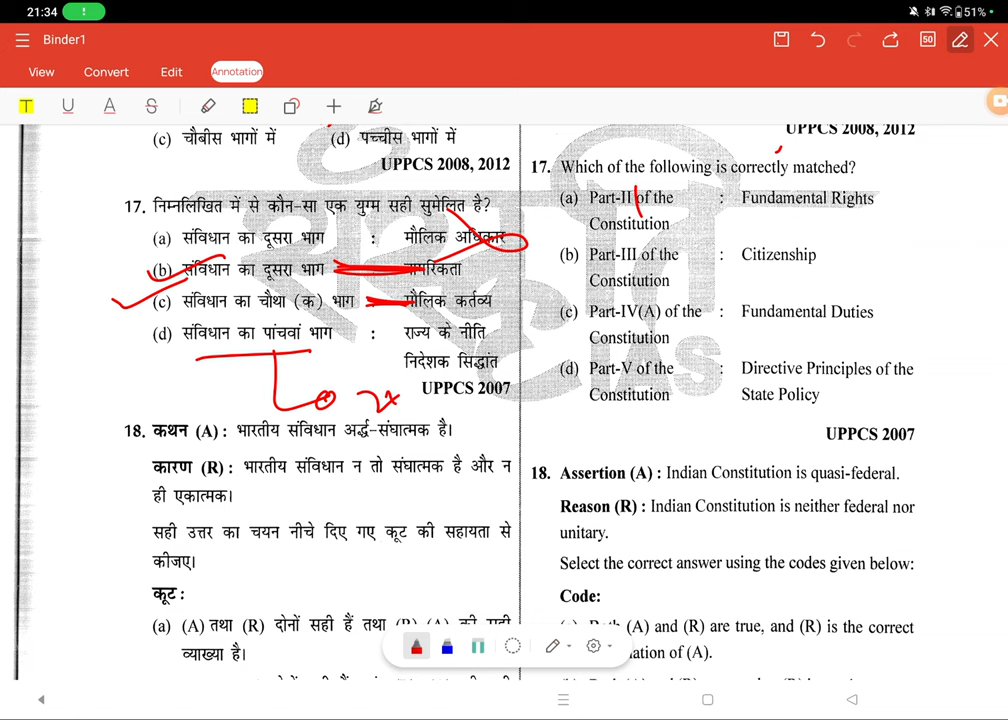 21:34
51%
Binder1
50
View
Convert
Edit
Annotation
(c) चौबीस भागों में (d) पच्चीस भागों में
UPPCS 2008, 2012
17. निम्नलिखित में से कौन-सा एक युग्म सही सुमेलित है?
(a) संविधान का दूसरा भाग : मौलिक अधिकार
(b) संविधान का दूसरा भाग नागरिकता
(c) संविधान का चौथा (क) भाग : मौलिक कर्तव्य
(d) संविधान का पांचवां भाग : राज्य के नीति
निदेशक सिद्धांत
UPPCS 2007
18. कथन (A) : भारतीय संविधान अर्द्ध-संघात्मक है।
कारण (R) : भारतीय संविधान न तो संघात्मक है और न
ही एकात्मक।
सही उत्तर का चयन नीचे दिए गए कूट की सहायता से
कीजिए।
कूट :
(a) (A) तथा (R) दोनों सही हैं तथा (R), (A) की सही
व्याख्या है।
UPPCS 2008, 2012
17. Which of the following is correctly matched?
(a) Part-II of the : Fundamental Rights
Constitution
(b) Part-III of the : Citizenship
Constitution
(c) Part-IV(A) of the : Fundamental Duties
Constitution
(d) Part-V of the : Directive Principles of the
Constitution State Policy
UPPCS 2007
18. Assertion (A) : Indian Constitution is quasi-federal.
Reason (R) : Indian Constitution is neither federal nor
unitary.
Select the correct answer using the codes given below:
Code:
(A) and (R) are true, and (R) is the correct
of (A).
IAS